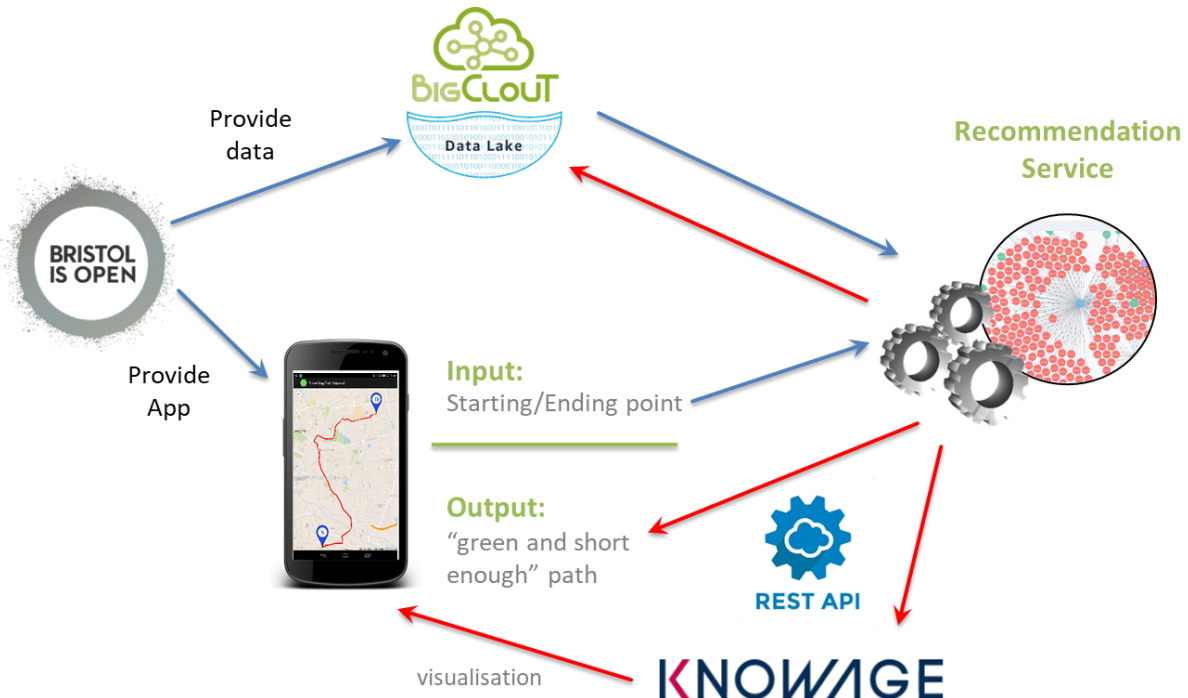 BIGCLOUT
Provide
data
Data Lake
Recommendation
Service
BRISTOL
IS OPEN
Provide
App
Input:
Starting/Ending point
Output:
“green and short
enough” path
REST API
visualisation
KNOWAGE